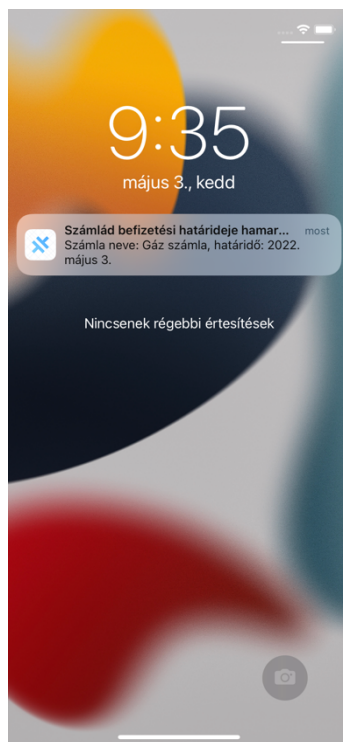 9:35
május 3., kedd
Számlád befizetési határideje hamar... most
Számla neve: Gáz számla, határidő: 2022.
május 3.
Nincsenek régebbi értesítések